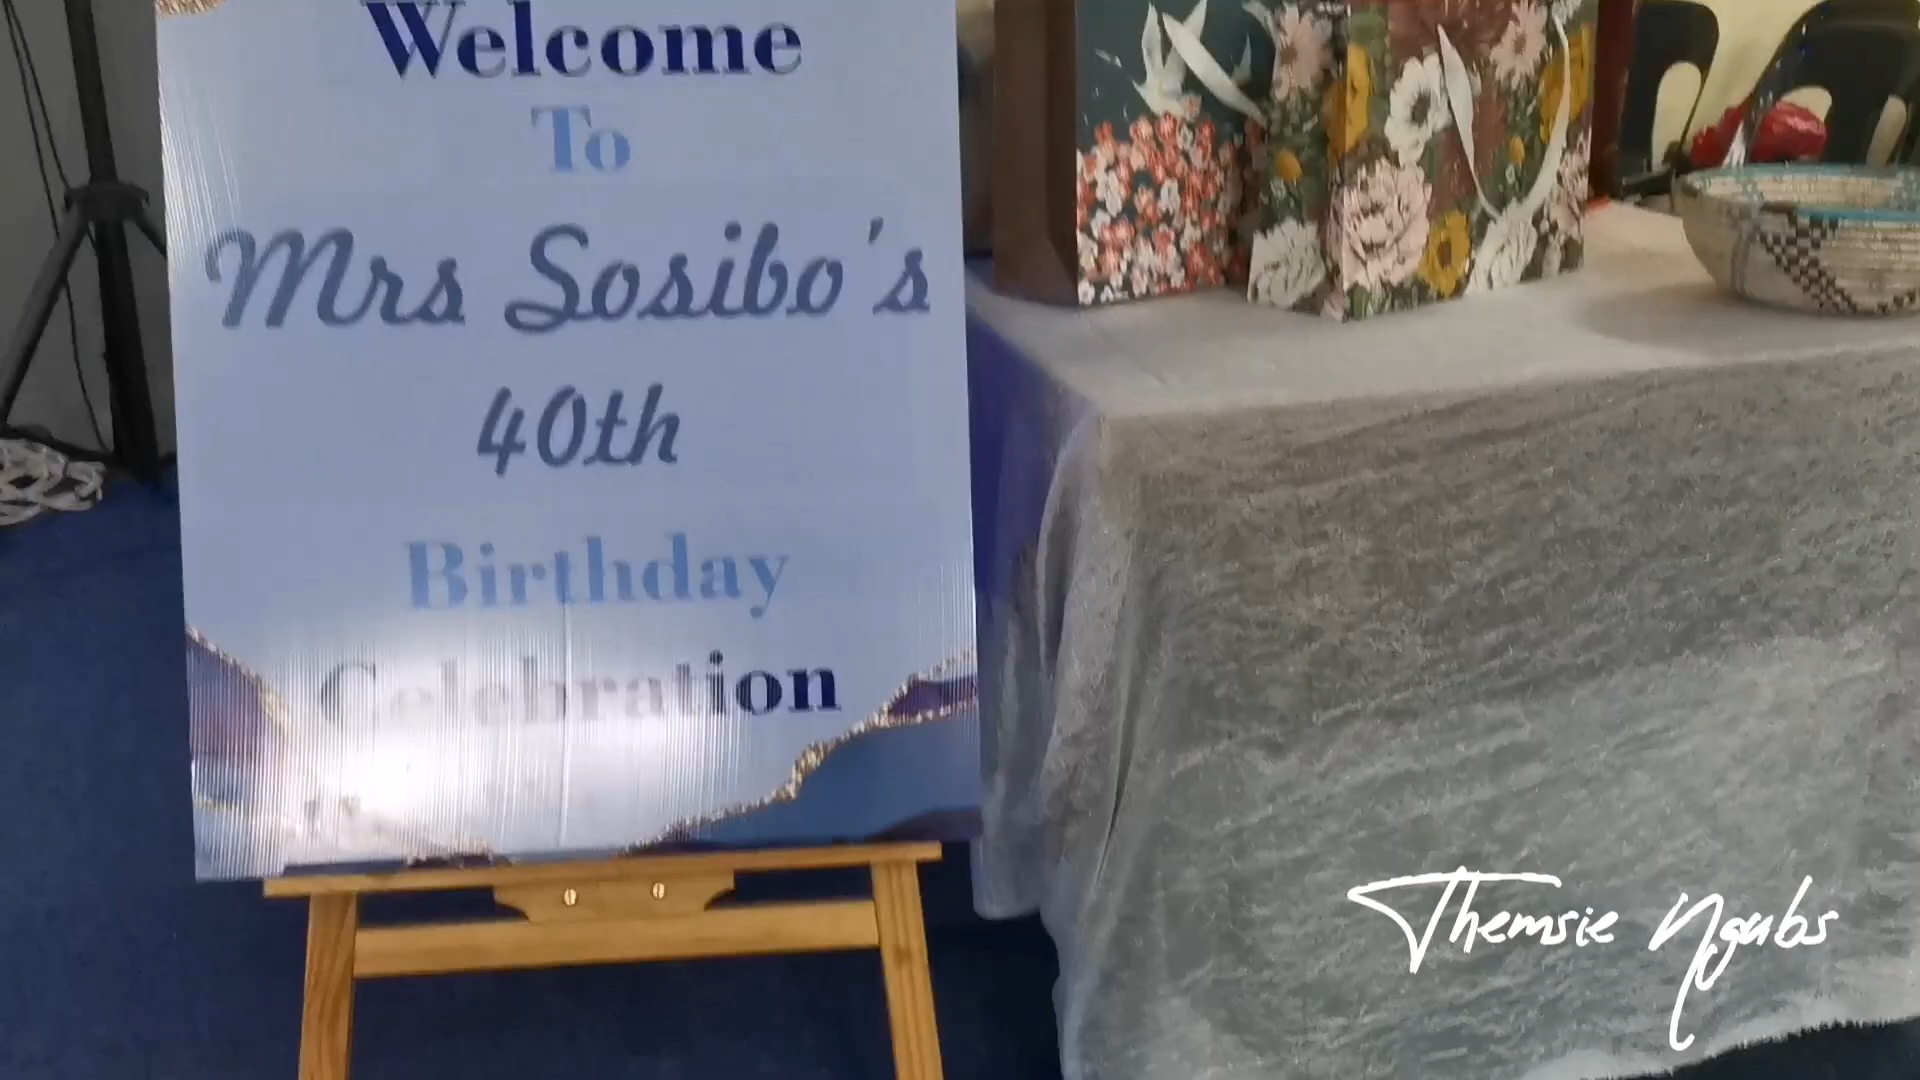 Welcome
To
Mrs Sosibo's
40th
Birthday
Celebration
Themsie Ngubs